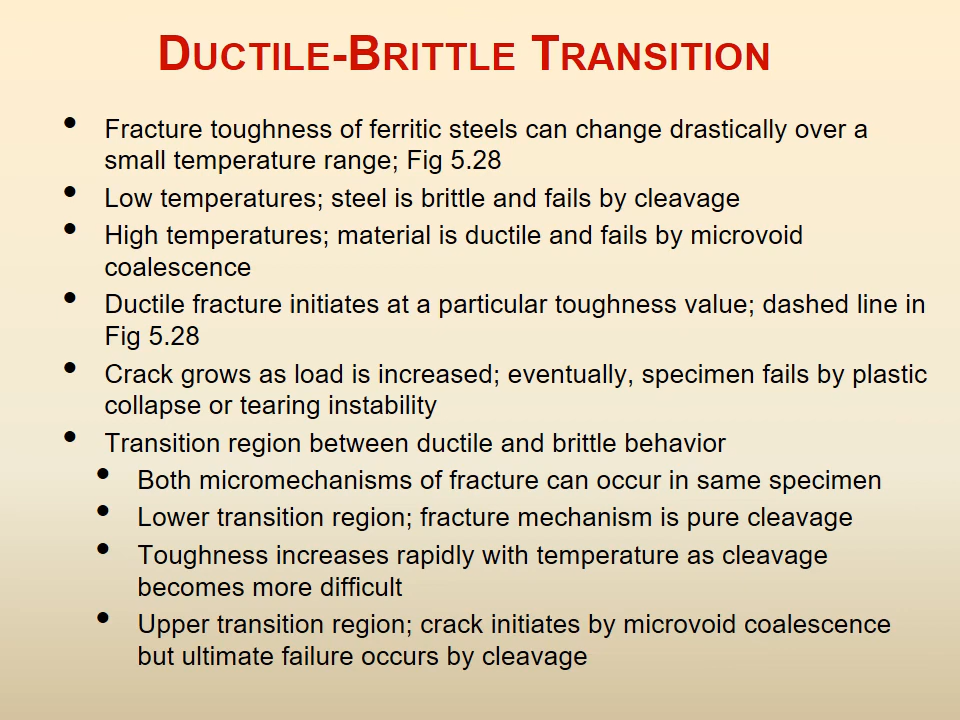 DUCTILE-BRITTLE TRANSITION
• Fracture toughness of ferritic steels can change drastically over a
small temperature range; Fig 5.28
• Low temperatures; steel is brittle and fails by cleavage
• High temperatures; material is ductile and fails by microvoid
coalescence
• Ductile fracture initiates at a particular toughness value; dashed line in
Fig 5.28
• Crack grows as load is increased; eventually, specimen fails by plastic
collapse or tearing instability
• Transition region between ductile and brittle behavior
• Both micromechanisms of fracture can occur in same specimen
• Lower transition region; fracture mechanism is pure cleavage
• Toughness increases rapidly with temperature as cleavage
becomes more difficult
• Upper transition region; crack initiates by microvoid coalescence
but ultimate failure occurs by cleavage